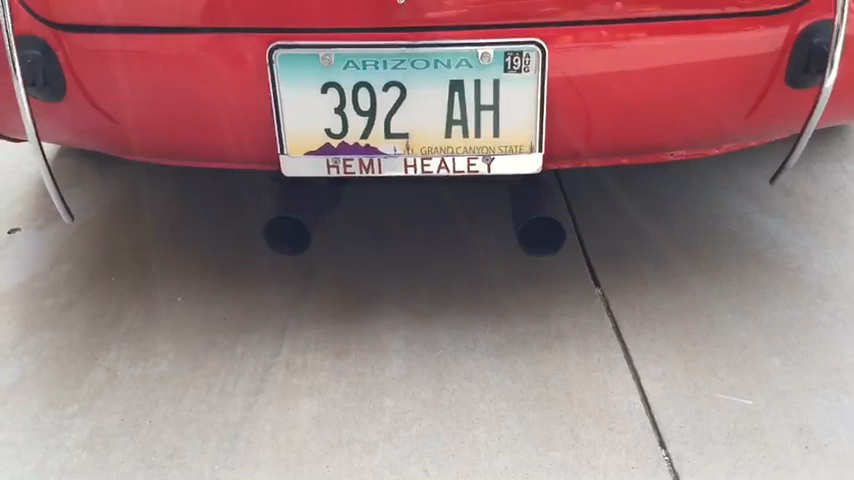 ARIZONA
19
AUG
392 AH
GRAND CANYON STATE
HEMI HEALEY